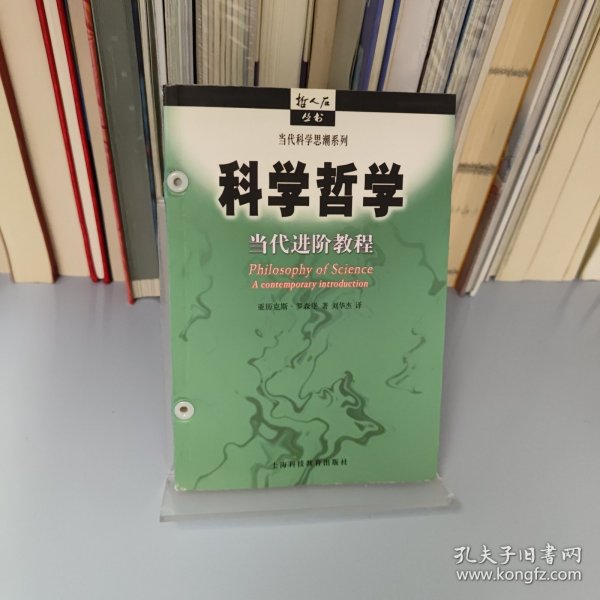 哲人石
丛书
当代科学思潮系列
科学哲学
当代进阶教程
Philosophy of Science
A contemporary introduction
亚历克斯·罗森堡 著 刘华杰 译
上海科技教育出版社
孔夫子旧书网
www.kongfz.com